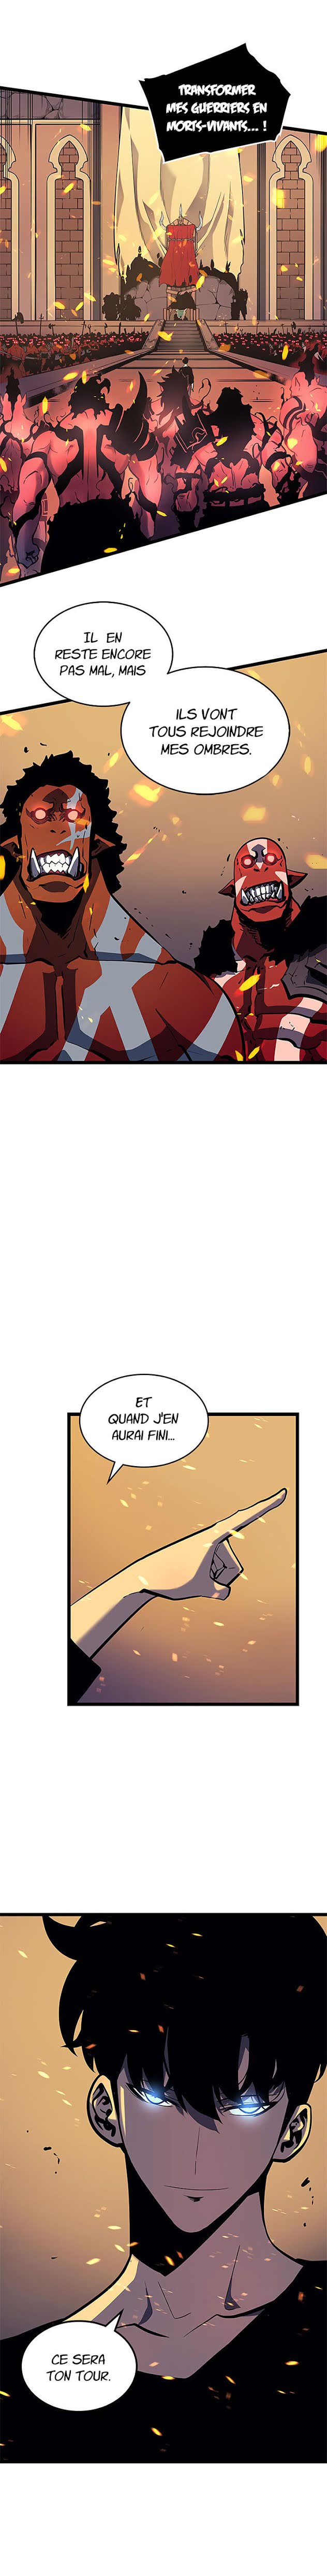 TRANSFORMER
MES GUERRIERS EN
MORTS-VIVANTS... !
IL EN
RESTE ENCORE
PAS MAL, MAIS
ILS VONT
TOUS REJOINDRE
MES OMBRES.
ET
QUAND J'EN
AURAI FINI...
CE SERA
TON TOUR.